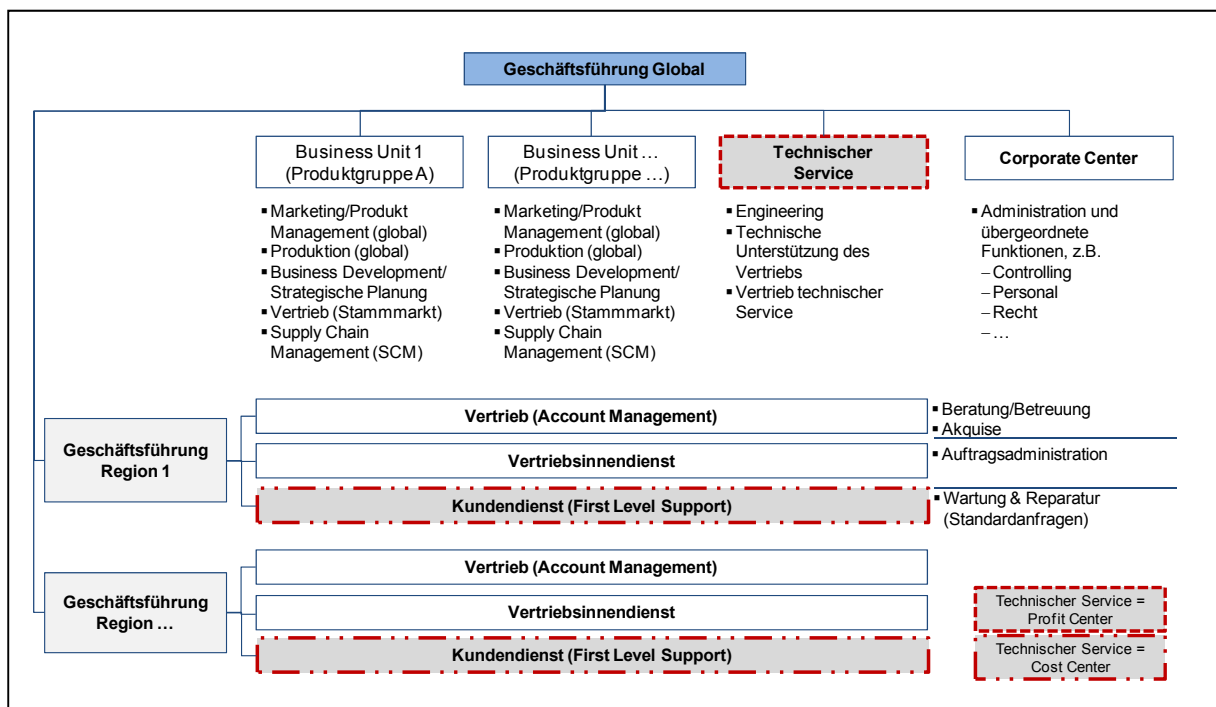 Geschäftsführung Global
Business Unit 1
(Produktgruppe A)
▪ Marketing/Produkt
Management (global)
▪ Produktion (global)
▪ Business Development/
Strategische Planung
▪ Vertrieb (Stammmarkt)
▪ Supply Chain
Management (SCM)
Business Unit …
(Produktgruppe …)
▪ Marketing/Produkt
Management (global)
▪ Produktion (global)
▪ Business Development/
Strategische Planung
▪ Vertrieb (Stammmarkt)
▪ Supply Chain
Management (SCM)
Technischer
Service
▪ Engineering
▪ Technische
Unterstützung des
Vertriebs
▪ Vertrieb technischer
Service
Corporate Center
▪ Administration und
übergeordnete
Funktionen, z.B.
– Controlling
– Personal
– Recht
– …
Geschäftsführung
Region 1
Vertrieb (Account Management)
▪ Beratung/Betreuung
▪ Akquise
Vertriebsinnendienst
▪ Auftragsadministration
Kundendienst (First Level Support)
▪ Wartung & Reparatur
(Standardanfragen)
Geschäftsführung
Region …
Vertrieb (Account Management)
Vertriebsinnendienst
Kundendienst (First Level Support)
Technischer Service =
Profit Center
Technischer Service =
Cost Center